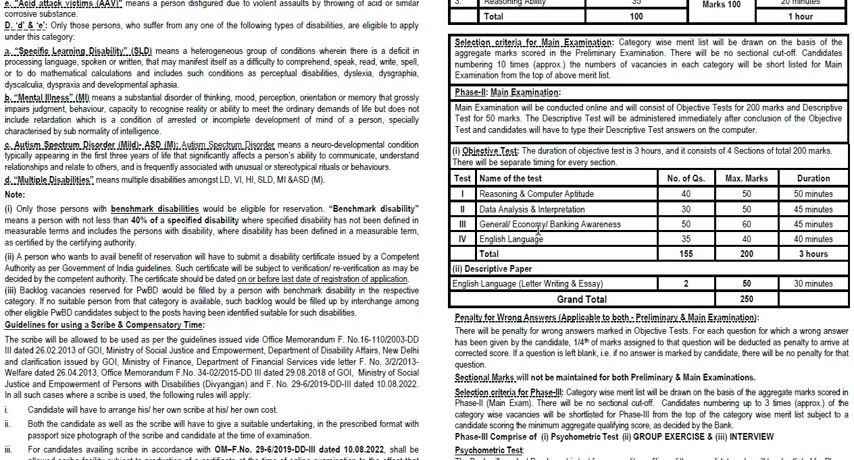 e. "Acid attack victims (AAV)" means a person disfigured due to violent assaults by throwing of acid or similar
corrosive substance.
D. 'd' & 'e': Only those persons, who suffer from any one of the following types of disabilities, are eligible to apply
under this category:
a. "Specific Learning Disability" (SLD) means a heterogeneous group of conditions wherein there is a deficit in
processing language, spoken or written, that may manifest itself as a difficulty to comprehend, speak, read, write, spell,
or to do mathematical calculations and includes such conditions as perceptual disabilities, dyslexia, dysgraphia,
dyscalculia, dyspraxia and developmental aphasia.
b. "Mental Illness" (MI) means a substantial disorder of thinking, mood, perception, orientation or memory that grossly
impairs judgment, behaviour, capacity to recognise reality or ability to meet the ordinary demands of life but does not
include retardation which is a condition of arrested or incomplete development of mind of a person, specially
characterised by sub normality of intelligence.
c. Autism Spectrum Disorder (Mild)- ASD (M): Autism Spectrum Disorder means a neuro-developmental condition
typically appearing in the first three years of life that significantly affects a person's ability to communicate, understand
relationships and relate to others, and is frequently associated with unusual or stereotypical rituals or behaviours.
d. "Multiple Disabilities" means multiple disabilities amongst LD, VI, HI, SLD, MI &ASD (M).
Note:
(i) Only those persons with benchmark disabilities would be eligible for reservation. "Benchmark disability"
means a person with not less than 40% of a specified disability where specified disability has not been defined in
measurable terms and includes the persons with disability, where disability has been defined in a measurable term,
as certified by the certifying authority.
(ii) A person who wants to avail benefit of reservation will have to submit a disability certificate issued by a Competent
Authority as per Government of India guidelines. Such certificate will be subject to verification/ re-verification as may be
decided by the competent authority. The certificate should be dated on or before last date of registration of application.
(iii) Backlog vacancies reserved for PwBD would be filled by a person with benchmark disability in the respective
category. If no suitable person from that category is available, such backlog would be filled up by interchange among
other eligible PwBD candidates subject to the posts having been identified suitable for such disabilities.
Guidelines for using a Scribe & Compensatory Time:
The scribe will be allowed to be used as per the guidelines issued vide Office Memorandum F. No.16-110/2003-DD
III dated 26.02.2013 of GOI, Ministry of Social Justice and Empowerment, Department of Disability Affairs, New Delhi
and clarification issued by GOI, Ministry of Finance, Department of Financial Services vide letter F. No. 3/2/2013-
Welfare dated 26.04.2013, Office Memorandum F.No. 34-02/2015-DD III dated 29.08.2018 of GOI, Ministry of Social
Justice and Empowerment of Persons with Disabilities (Divyangjan) and F. No. 29-6/2019-DD-III dated 10.08.2022.
In all such cases where a scribe is used, the following rules will apply:
i. Candidate will have to arrange his/ her own scribe at his/ her own cost.
ii. Both the candidate as well as the scribe will have to give a suitable undertaking, in the prescribed format with
passport size photograph of the scribe and candidate at the time of examination.
iii. For candidates availing scribe in accordance with OM–F.No. 29-6/2019-DD-III dated 10.08.2022, shall be
3. Reasoning Ability 35 Marks 100 20 minutes
Total 100 1 hour
Selection criteria for Main Examination: Category wise merit list will be drawn on the basis of the
aggregate marks scored in the Preliminary Examination. There will be no sectional cut-off. Candidates
numbering 10 times (approx.) the numbers of vacancies in each category will be short listed for Main
Examination from the top of above merit list.
Phase-II: Main Examination:
Main Examination will be conducted online and will consist of Objective Tests for 200 marks and Descriptive
Test for 50 marks. The Descriptive Test will be administered immediately after conclusion of the Objective
Test and candidates will have to type their Descriptive Test answers on the computer.
(i) Objective Test: The duration of objective test is 3 hours, and it consists of 4 Sections of total 200 marks.
There will be separate timing for every section.
Test Name of the test No. of Qs. Max. Marks Duration
I Reasoning & Computer Aptitude 40 50 50 minutes
II Data Analysis & Interpretation 30 50 45 minutes
III General/ Economy/ Banking Awareness 50 60 45 minutes
IV English Language 35 40 40 minutes
Total 155 200 3 hours
(ii) Descriptive Paper
English Language (Letter Writing & Essay) 2 50 30 minutes
Grand Total 250
Penalty for Wrong Answers (Applicable to both - Preliminary & Main Examination):
There will be penalty for wrong answers marked in Objective Tests. For each question for which a wrong answer
has been given by the candidate, 1/4th of marks assigned to that question will be deducted as penalty to arrive at
corrected score. If a question is left blank, i.e. if no answer is marked by candidate, there will be no penalty for that
question.
Sectional Marks will not be maintained for both Preliminary & Main Examinations.
Selection criteria for Phase-III: Category wise merit list will be drawn on the basis of the aggregate marks scored in
Phase-II (Main Exam). There will be no sectional cut-off. Candidates numbering up to 3 times (approx.) of the
category wise vacancies will be shortlisted for Phase-III from the top of the category wise merit list subject to a
candidate scoring the minimum aggregate qualifying score, as decided by the Bank.
Phase-III Comprise of (i) Psychometric Test (ii) GROUP EXERCISE & (iii) INTERVIEW
Psychometric Test: